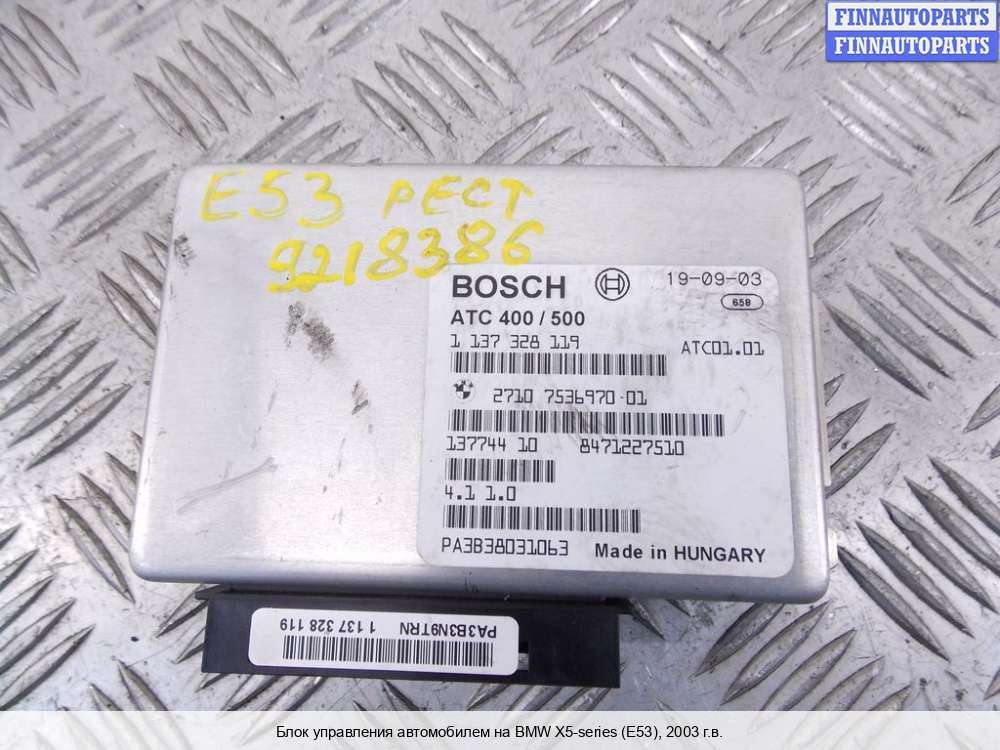 FINNAUTOPARTS
FINNAUTOPARTS
E53 РЕСТ
9218386
BOSCH 19-09-03
658
ATC 400 / 500
1 137 328 119 ATC01.01
2710 7536970-01
137744 10 8471227510
4.1 1.0
PA3B38031063 Made in HUNGARY
PA3B3N9TRN
1 137 328 119
Блок управления автомобилем на BMW X5-series (E53), 2003 г.в.